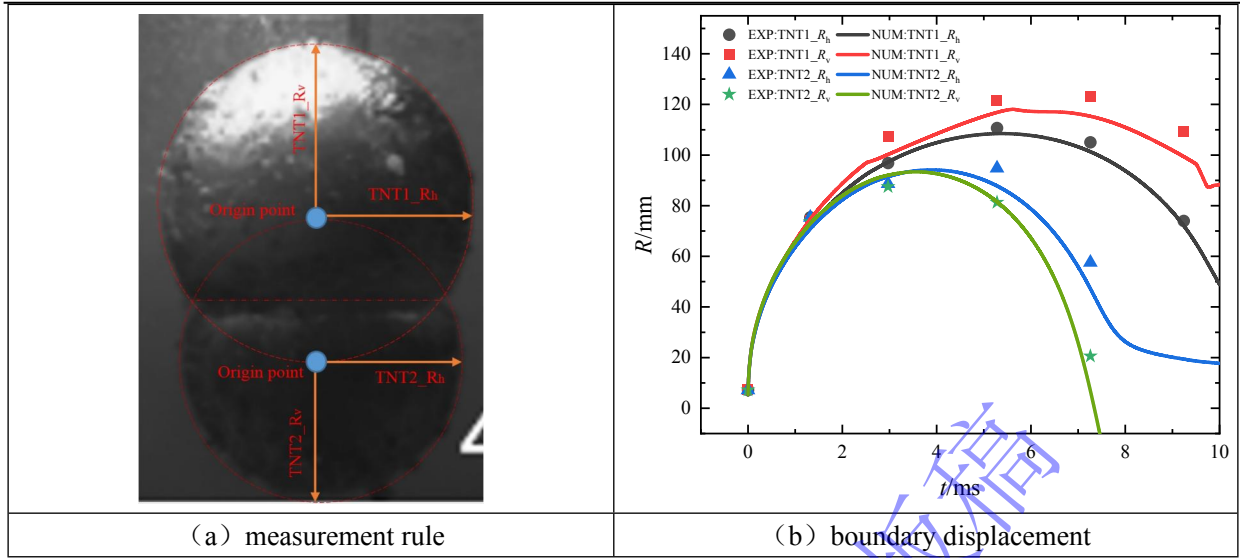 TNT1_Rv
TNT1_Rh
Origin point
Origin point
TNT2_Rh
TNT2_Rv
4
(a) measurement rule
EXP:TNT1_Rh
EXP:TNT1_Rv
EXP:TNT2_Rh
EXP:TNT2_Rv
NUM:TNT1_Rh
NUM:TNT1_Rv
NUM:TNT2_Rh
NUM:TNT2_Rv
140
120
100
80
60
40
20
0
R/mm
0 2 4 6 8 10
t/ms
(b) boundary displacement
稿